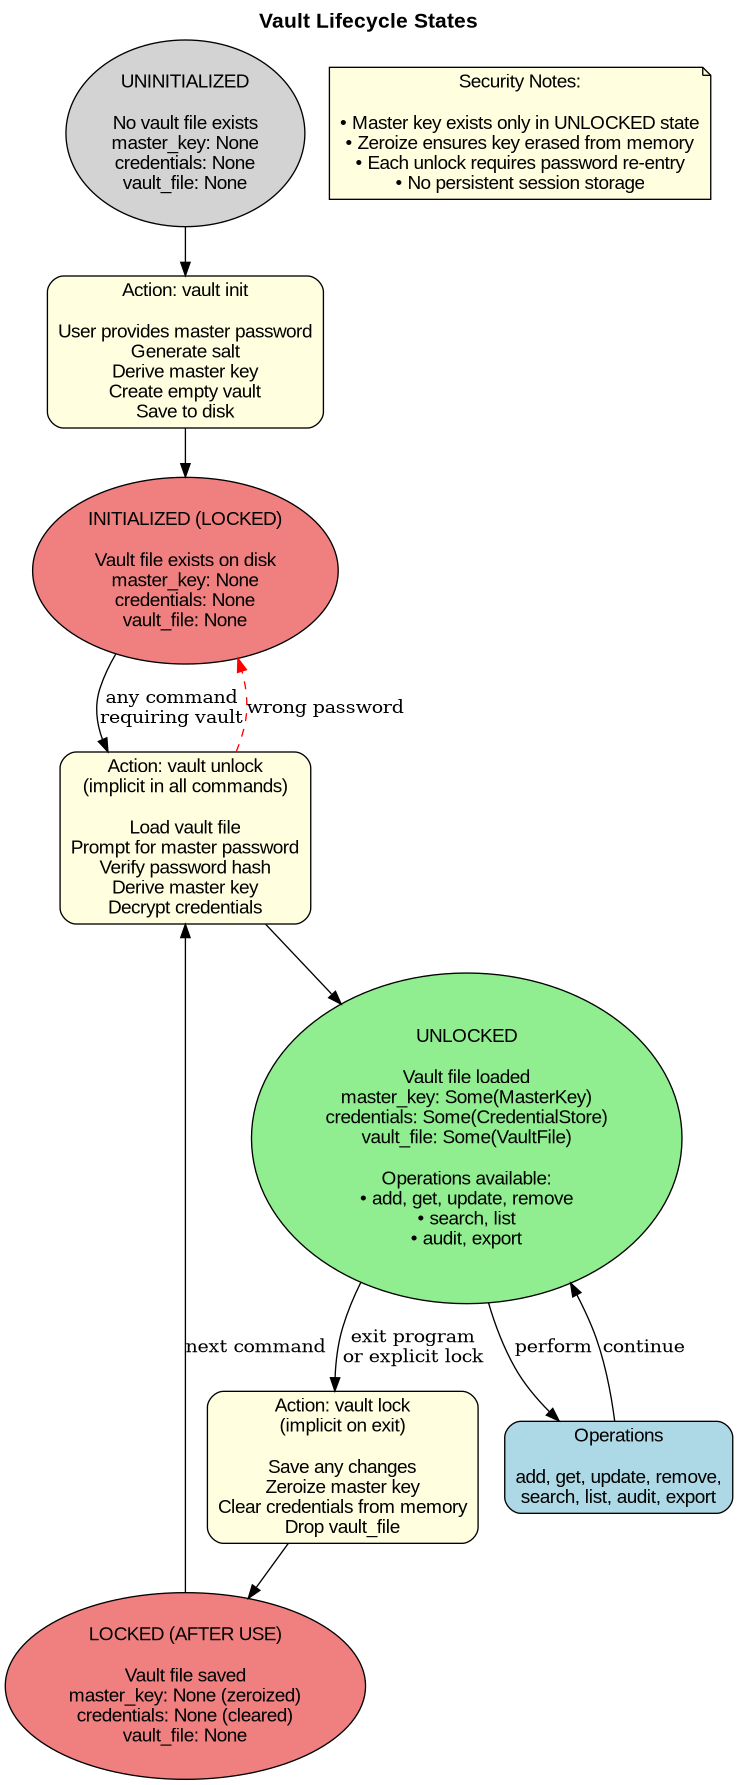 Vault Lifecycle States
UNINITIALIZED
No vault file exists
master_key: None
credentials: None
vault_file: None
Security Notes:
• Master key exists only in UNLOCKED state
• Zeroize ensures key erased from memory
• Each unlock requires password re-entry
• No persistent session storage
Action: vault init
User provides master password
Generate salt
Derive master key
Create empty vault
Save to disk
INITIALIZED (LOCKED)
Vault file exists on disk
master_key: None
credentials: None
vault_file: None
any command
requiring vault
wrong password
Action: vault unlock
(implicit in all commands)
Load vault file
Prompt for master password
Verify password hash
Derive master key
Decrypt credentials
UNLOCKED
Vault file loaded
master_key: Some(MasterKey)
credentials: Some(CredentialStore)
vault_file: Some(VaultFile)
Operations available:
• add, get, update, remove
• search, list
• audit, export
next command
exit program
or explicit lock
perform
continue
Action: vault lock
(implicit on exit)
Save any changes
Zeroize master key
Clear credentials from memory
Drop vault_file
Operations
add, get, update, remove,
search, list, audit, export
LOCKED (AFTER USE)
Vault file saved
master_key: None (zeroized)
credentials: None (cleared)
vault_file: None